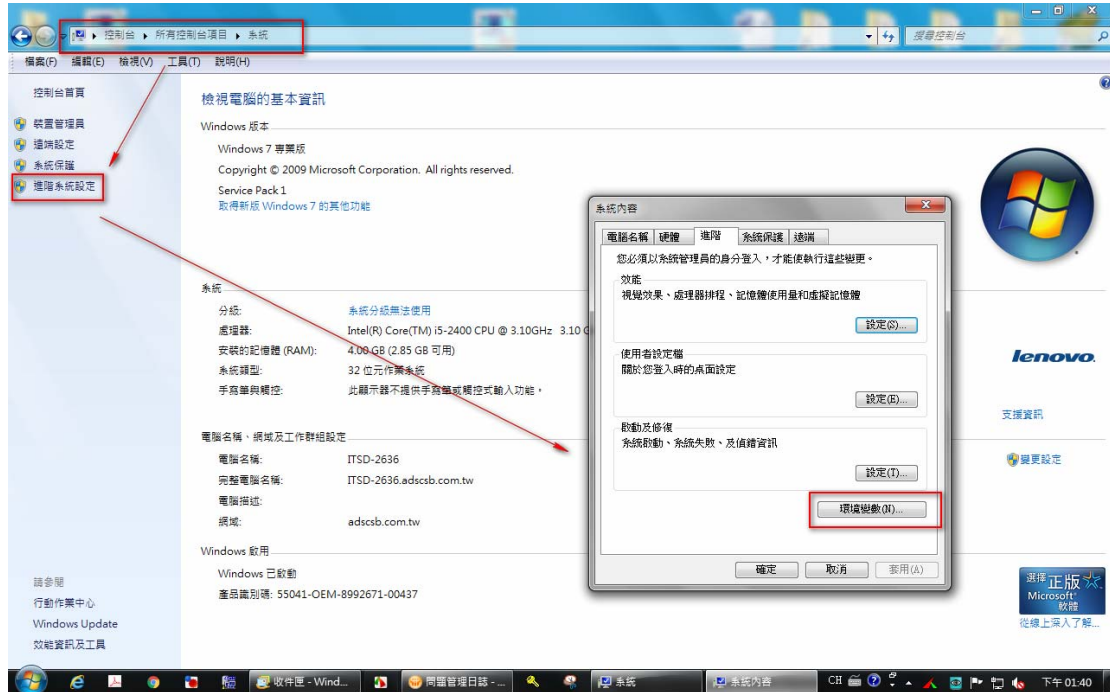 控制台 ▸ 所有控制台項目 ▸ 系統
搜尋控制台
檔案(F) 編輯(E) 檢視(V) 工具(T) 說明(H)
控制台首頁
裝置管理員
遠端設定
系統保護
進階系統設定
檢視電腦的基本資訊
Windows 版本
Windows 7 專業版
Copyright © 2009 Microsoft Corporation. All rights reserved.
Service Pack 1
取得新版 Windows 7 的其他功能
系統
分級: 系統分級無法使用
處理器: Intel(R) Core(TM) i5-2400 CPU @ 3.10GHz 3.10 G
安裝的記憶體 (RAM): 4.00 GB (2.85 GB 可用)
系統類型: 32 位元作業系統
手寫筆與觸控: 此顯示器不提供手寫筆或觸控式輸入功能。
lenovo.
支援資訊
電腦名稱、網域及工作群組設定
電腦名稱: ITSD-2636
變更設定
完整電腦名稱: ITSD-2636.adscsb.com.tw
電腦描述:
網域: adscsb.com.tw
Windows 啟用
Windows 已啟動
產品識別碼: 55041-OEM-8992671-00437
選擇正版
Microsoft
軟體
從線上深入了解...
請參閱
行動作業中心
Windows Update
效能資訊及工具
系統內容
電腦名稱 硬體 進階 系統保護 遠端
您必須以系統管理員的身分登入，才能使執行這些變更。
效能
視覺效果、處理器排程、記憶體使用量和虛擬記憶體
設定(S)...
使用者設定檔
關於您登入時的桌面設定
設定(E)...
啟動及修復
系統啟動、系統失敗、及偵錯資訊
設定(T)...
環境變數(N)...
確定 取消 套用(A)
收件匣 - Wind... 問題管理日誌 - ... 系統 系統內容 CH 下午 01:40